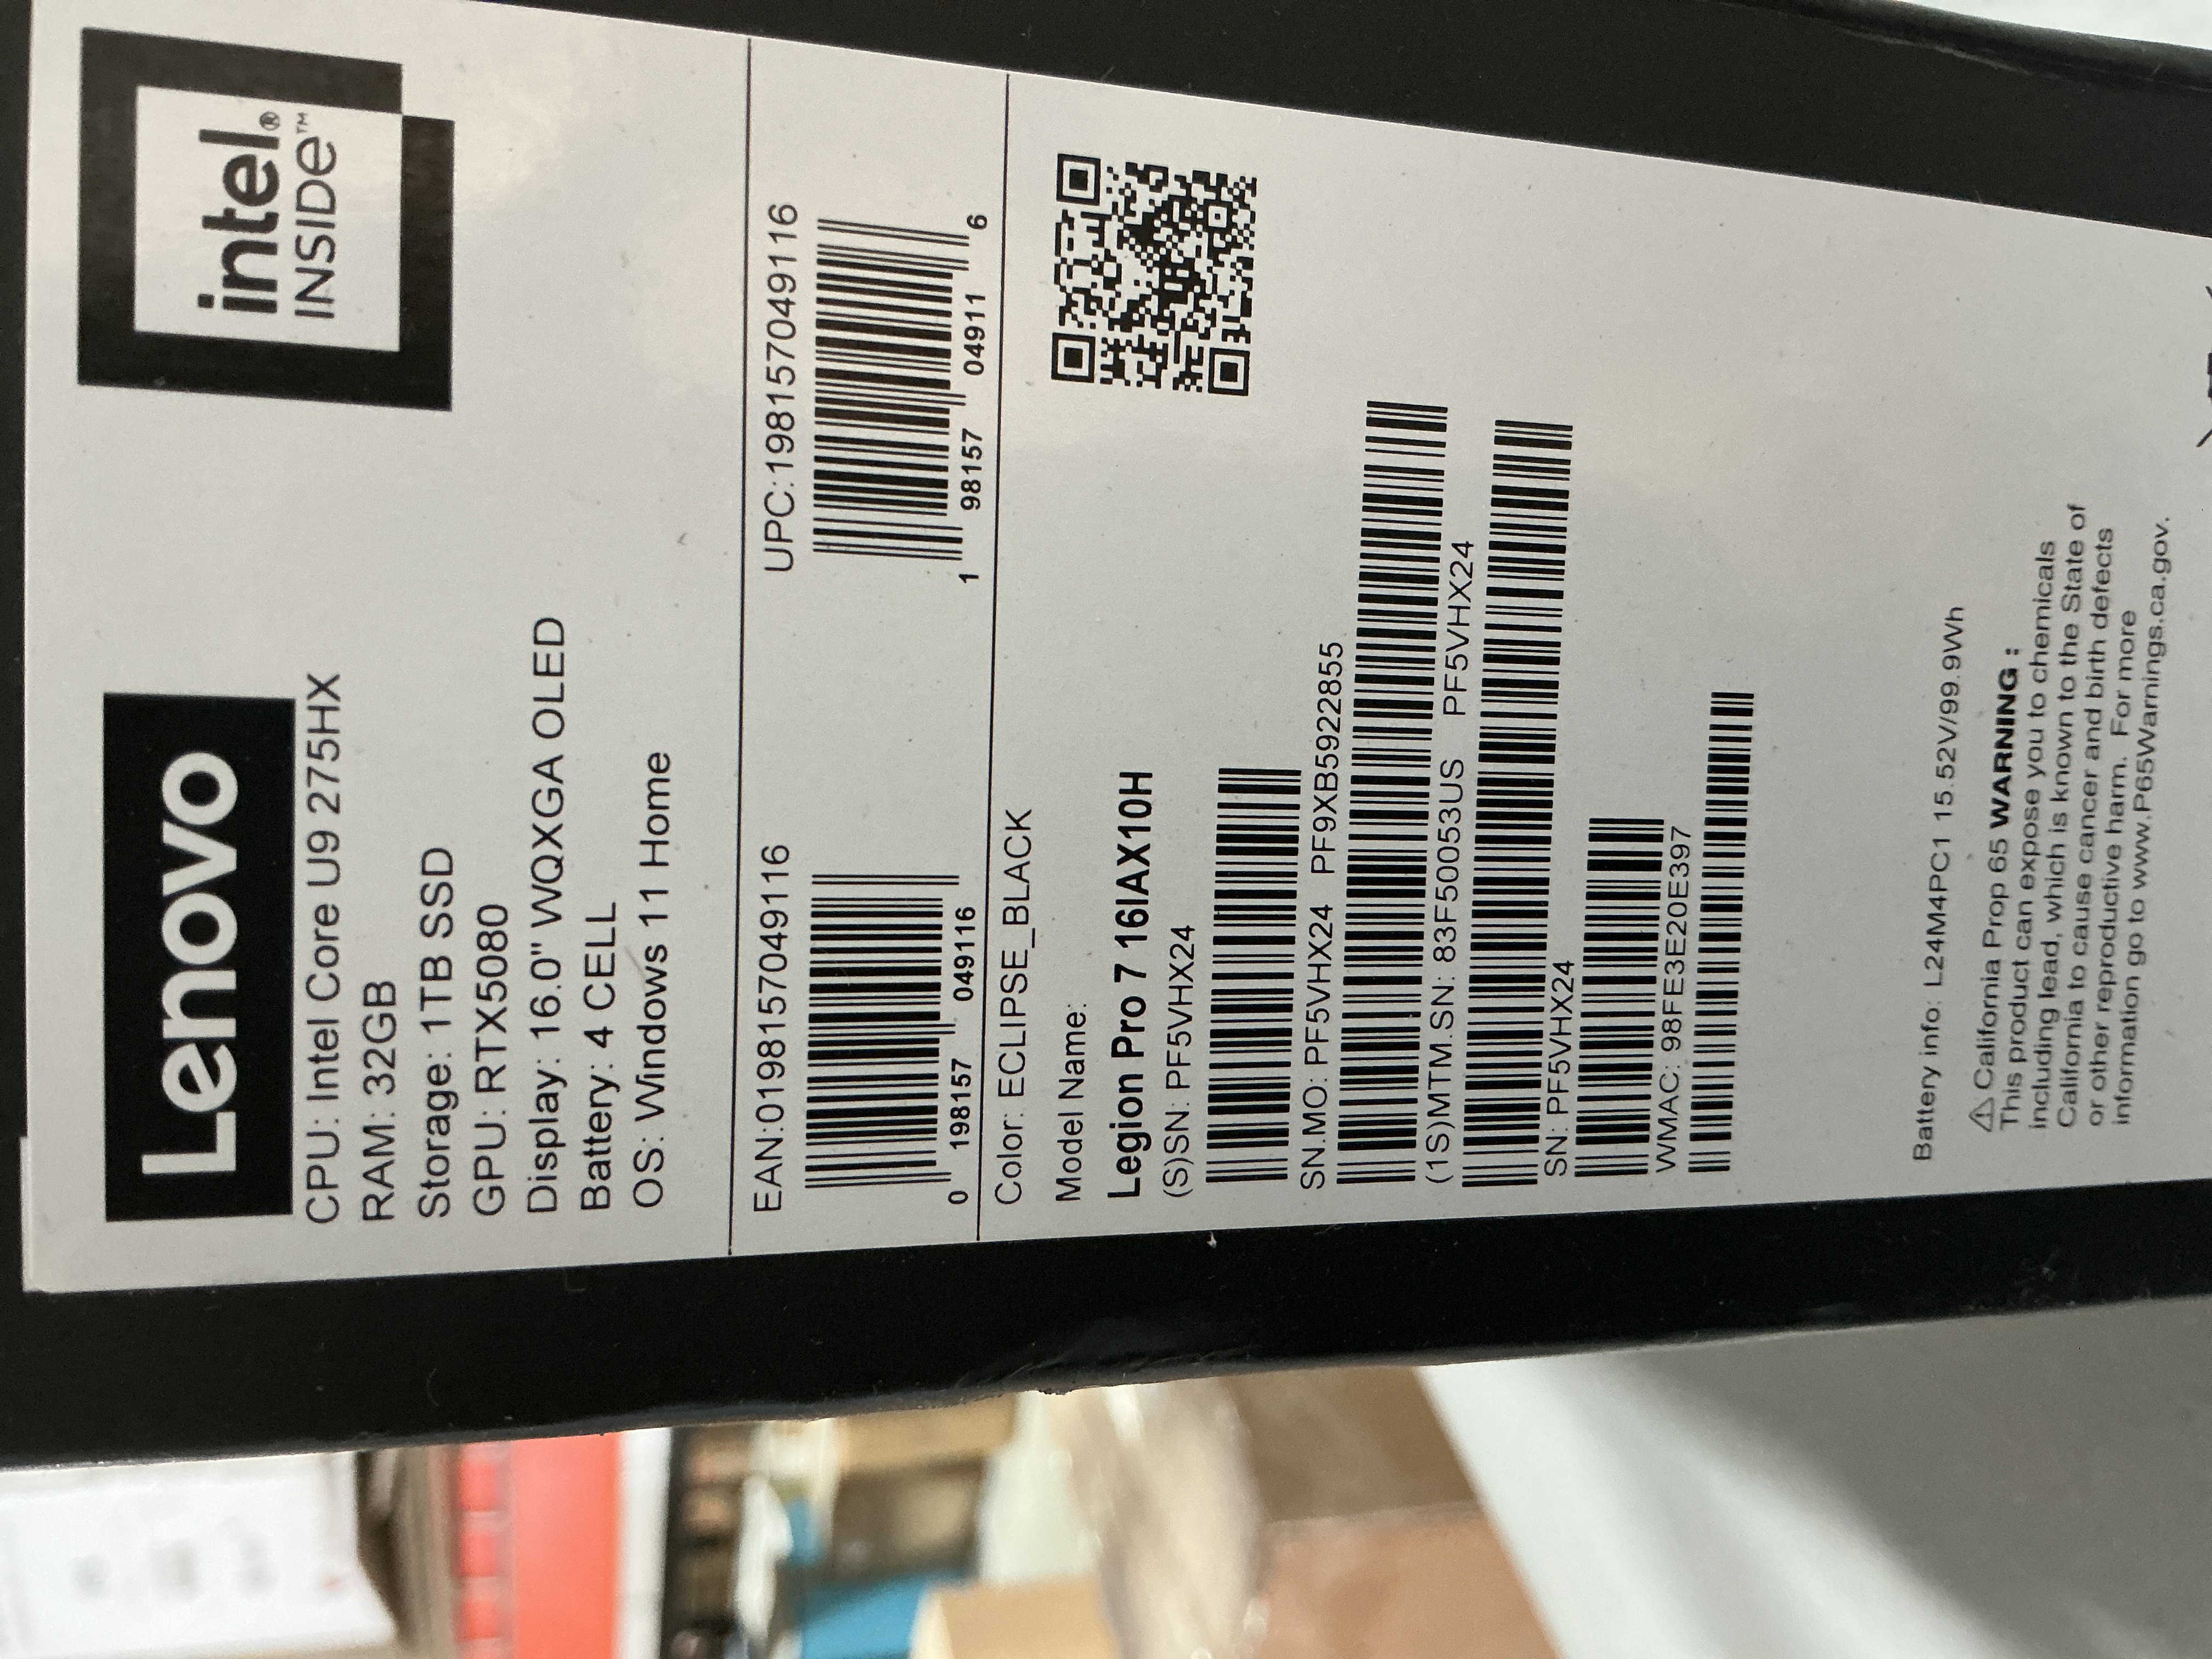 Lenovo
intel®
INSIDE™
CPU: Intel Core U9 275HX
RAM: 32GB
Storage: 1TB SSD
GPU: RTX5080
Display: 16.0" WQXGA OLED
Battery: 4 CELL
OS: Windows 11 Home
EAN:0198157049116
0 198157 049116
UPC:198157049116
1 98157 04911 6
Color: ECLIPSE_BLACK
Model Name:
Legion Pro 7 16IAX10H
(S)SN: PF5VHX24
SN.MO: PF5VHX24 PF9XB5922855
(1S)MTM.SN: 83F50053US PF5VHX24
SN: PF5VHX24
WMAC: 98FE3E20E397
Battery info: L24M4PC1 15.52V/99.9Wh
⚠California Prop 65 WARNING :
This product can expose you to chemicals
including lead, which is known to the State of
California to cause cancer and birth defects
or other reproductive harm. For more
information go to www.P65Warnings.ca.gov.